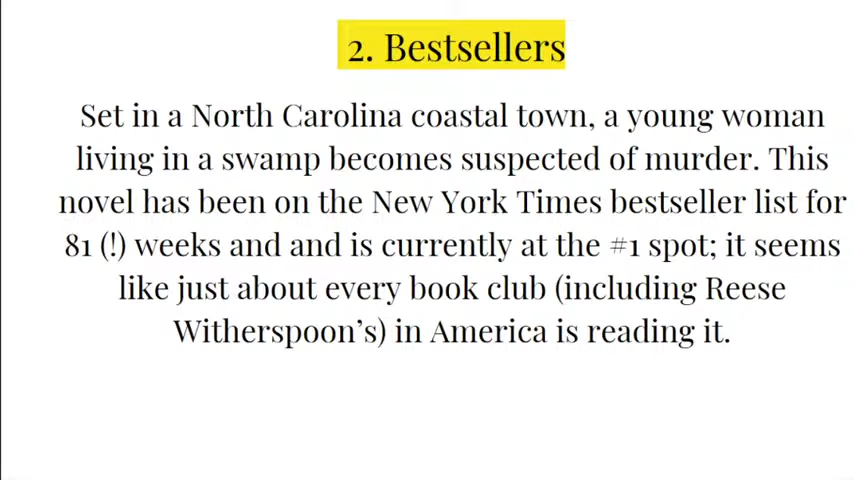 2. Bestsellers
Set in a North Carolina coastal town, a young woman
living in a swamp becomes suspected of murder. This
novel has been on the New York Times bestseller list for
81 (!) weeks and and is currently at the #1 spot; it seems
like just about every book club (including Reese
Witherspoon’s) in America is reading it.